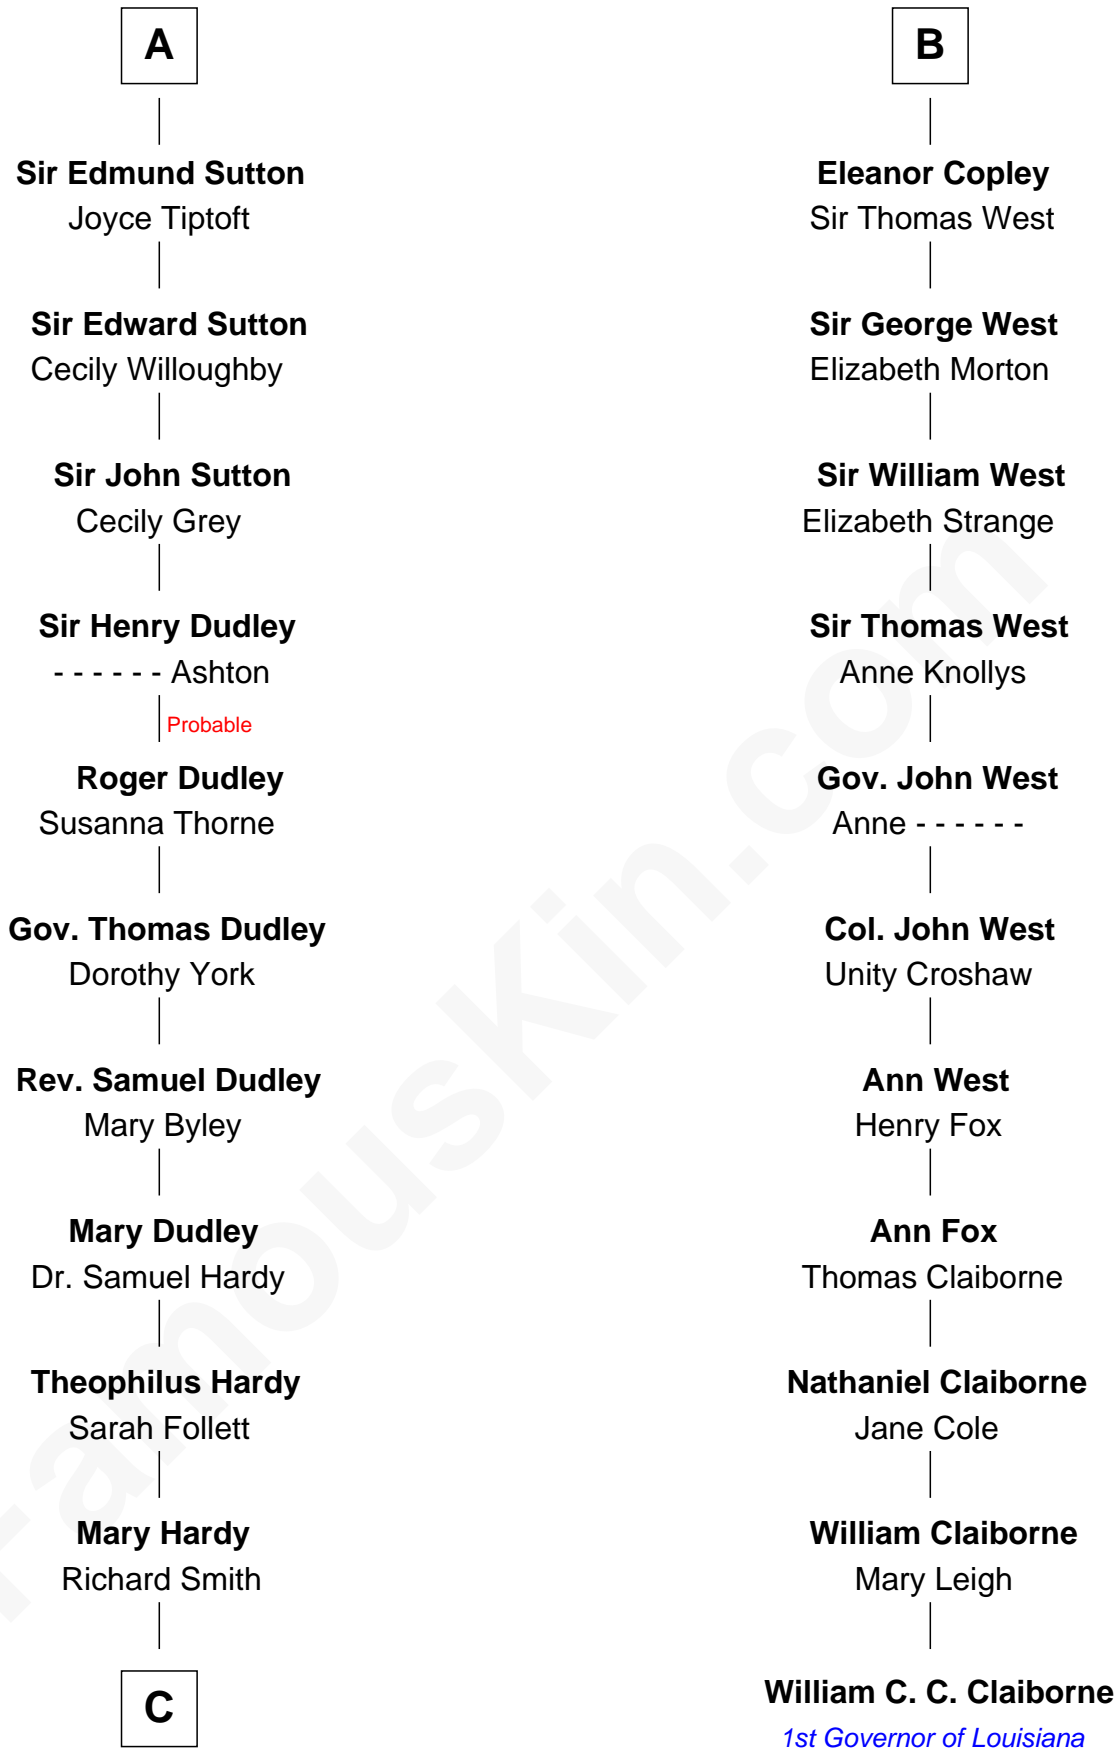 A
Sir Edmund Sutton
Joyce Tiptoft
Sir Edward Sutton
Cecily Willoughby
Sir John Sutton
Cecily Grey
Sir Henry Dudley
- - - - - - Ashton
Probable
Roger Dudley
Susanna Thorne
Gov. Thomas Dudley
Dorothy York
Rev. Samuel Dudley
Mary Byley
Mary Dudley
Dr. Samuel Hardy
Theophilus Hardy
Sarah Follett
Mary Hardy
Richard Smith
C
B
Eleanor Copley
Sir Thomas West
Sir George West
Elizabeth Morton
Sir William West
Elizabeth Strange
Sir Thomas West
Anne Knollys
Gov. John West
Anne - - - - - -
Col. John West
Unity Croshaw
Ann West
Henry Fox
Ann Fox
Thomas Claiborne
Nathaniel Claiborne
Jane Cole
William Claiborne
Mary Leigh
William C. C. Claiborne
1st Governor of Louisiana
FamousKin.com